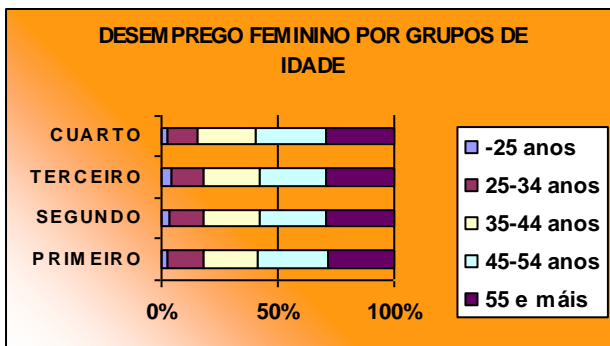 DESEMPREGO FEMININO POR GRUPOS DE
IDADE
CUARTO
TERCEIRO
SEGUNDO
PRIMEIRO
0%
50%
100%
-25 anos
25-34 anos
35-44 anos
45-54 anos
55 e máis